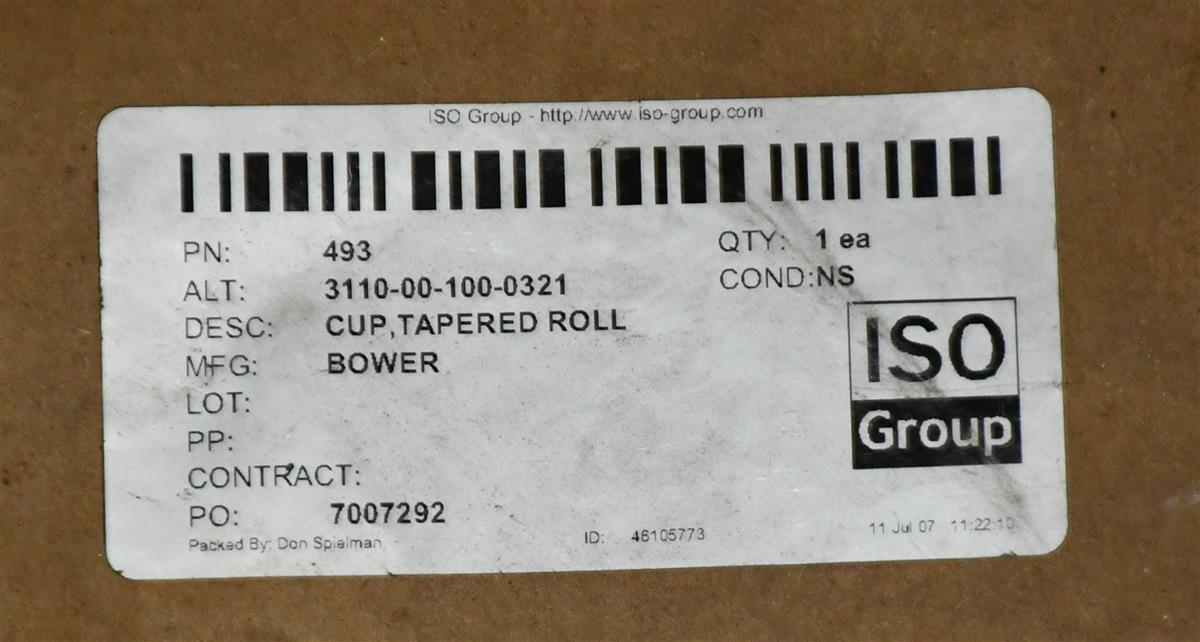 ISO Group - http://www.iso-group.com
PN: 493 QTY: 1 ea
ALT: 3110-00-100-0321 COND:NS
DESC: CUP,TAPERED ROLL
MFG: BOWER
LOT:
PP:
CONTRACT:
PO: 7007292
ISO
Group
Packed By: Don Spielman ID: 46105773 11 Jul 07 11:22:10